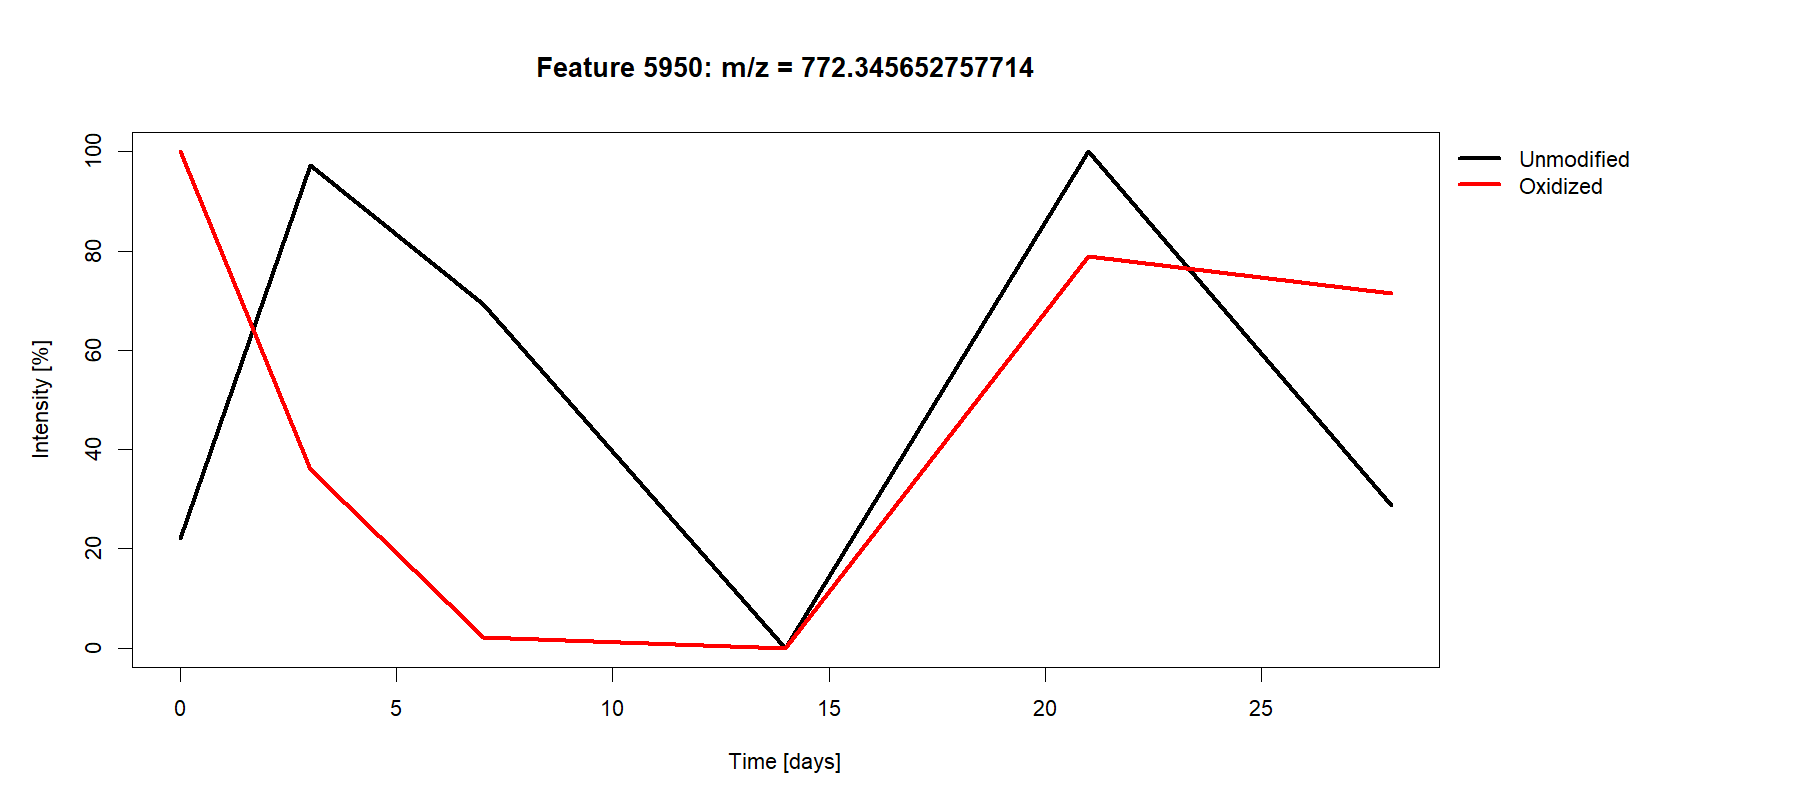 Feature 5950: m/z = 772.345652757714
Unmodified
Oxidized
Intensity [%]
100
80
60
40
20
0
0 5 10 15 20 25
Time [days]